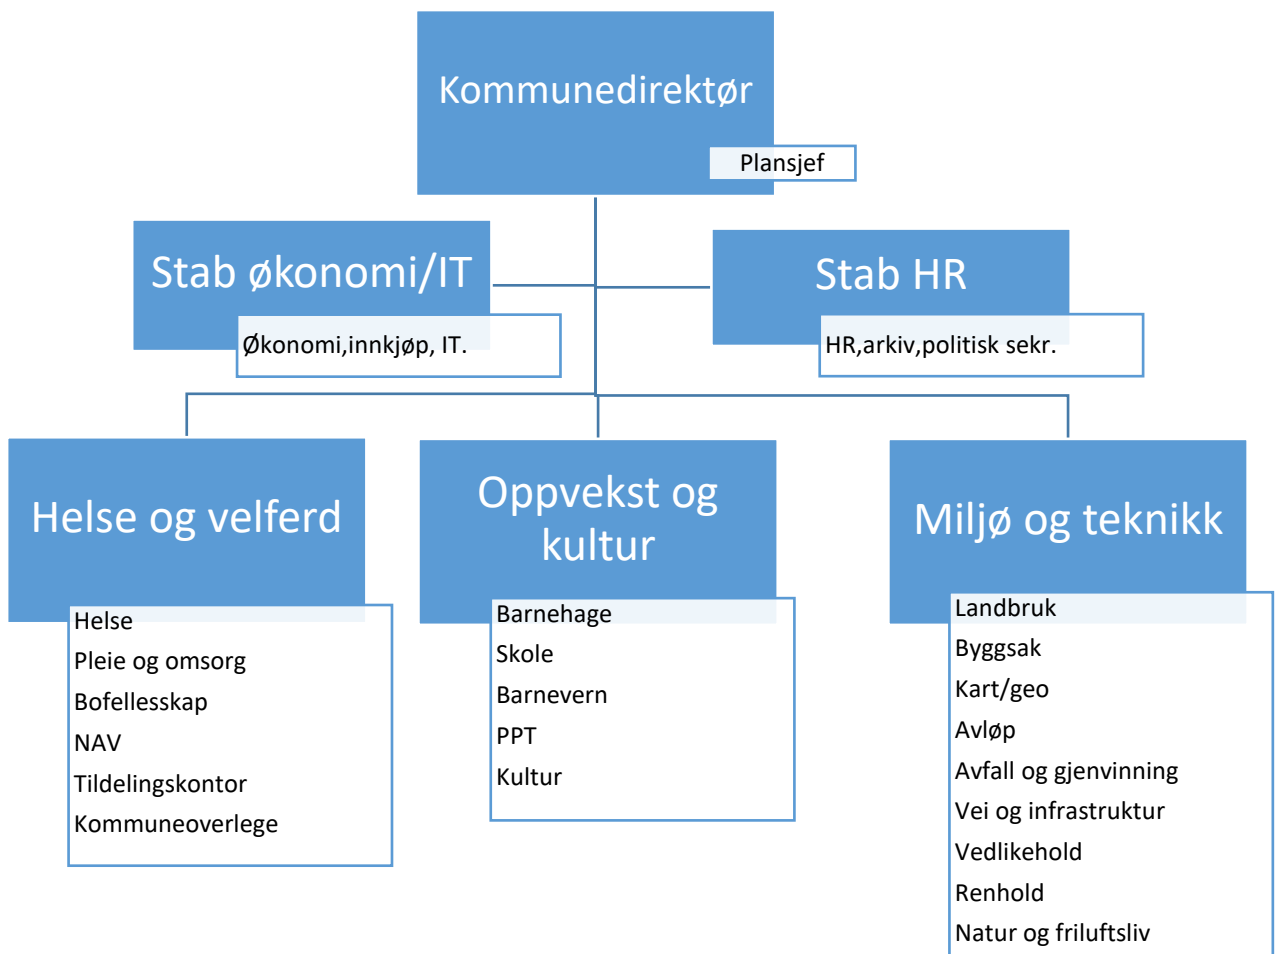 Kommunedirektør
Plansjef
Stab økonomi/IT
Økonomi,innkjøp, IT.
Stab HR
HR,arkiv,politisk sekr.
Helse og velferd
Helse
Pleie og omsorg
Bofellesskap
NAV
Tildelingskontor
Kommuneoverlege
Oppvekst og
kultur
Barnehage
Skole
Barnevern
PPT
Kultur
Miljø og teknikk
Landbruk
Byggsak
Kart/geo
Avløp
Avfall og gjenvinning
Vei og infrastruktur
Vedlikehold
Renhold
Natur og friluftsliv